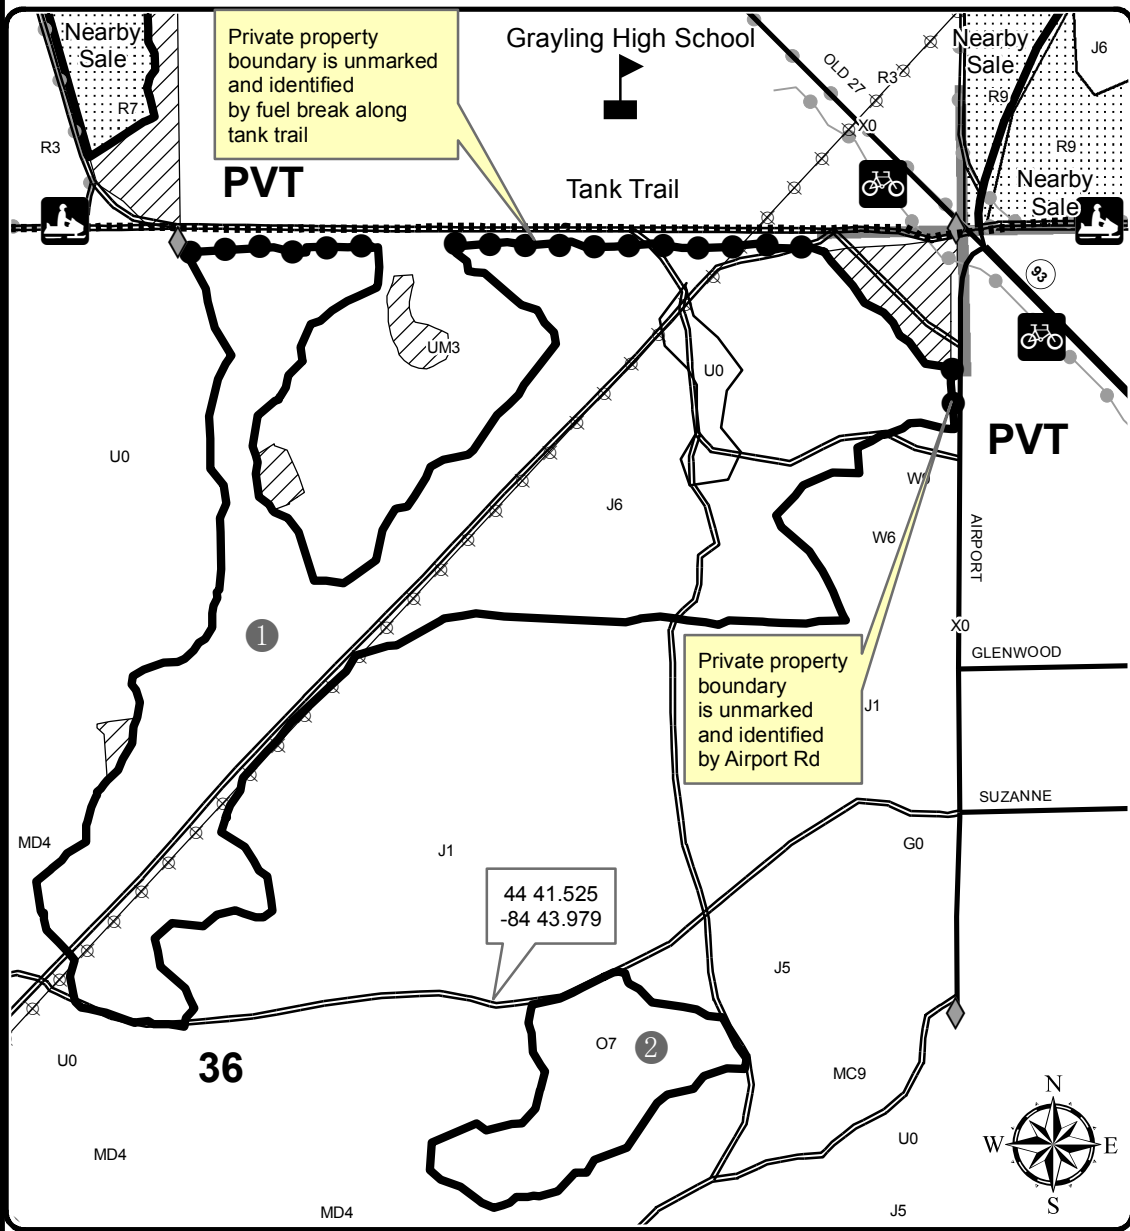 Nearby
Sale
R7
R3
Private property
boundary is unmarked
and identified
by fuel break along
tank trail
PVT
Grayling High School
Tank Trail
OLD 27
R3
X0
Nearby
Sale
R9
J6
R9
Nearby
Sale
93
UM3
U0
U0
PVT
J6
W6
AIRPORT
1
X0
GLENWOOD
Private property
boundary
is unmarked
and identified
by Airport Rd
J1
SUZANNE
MD4
J1
G0
44 41.525
-84 43.979
J5
O7
2
U0
36
MC9
N
W
E
S
U0
MD4
MD4
J5